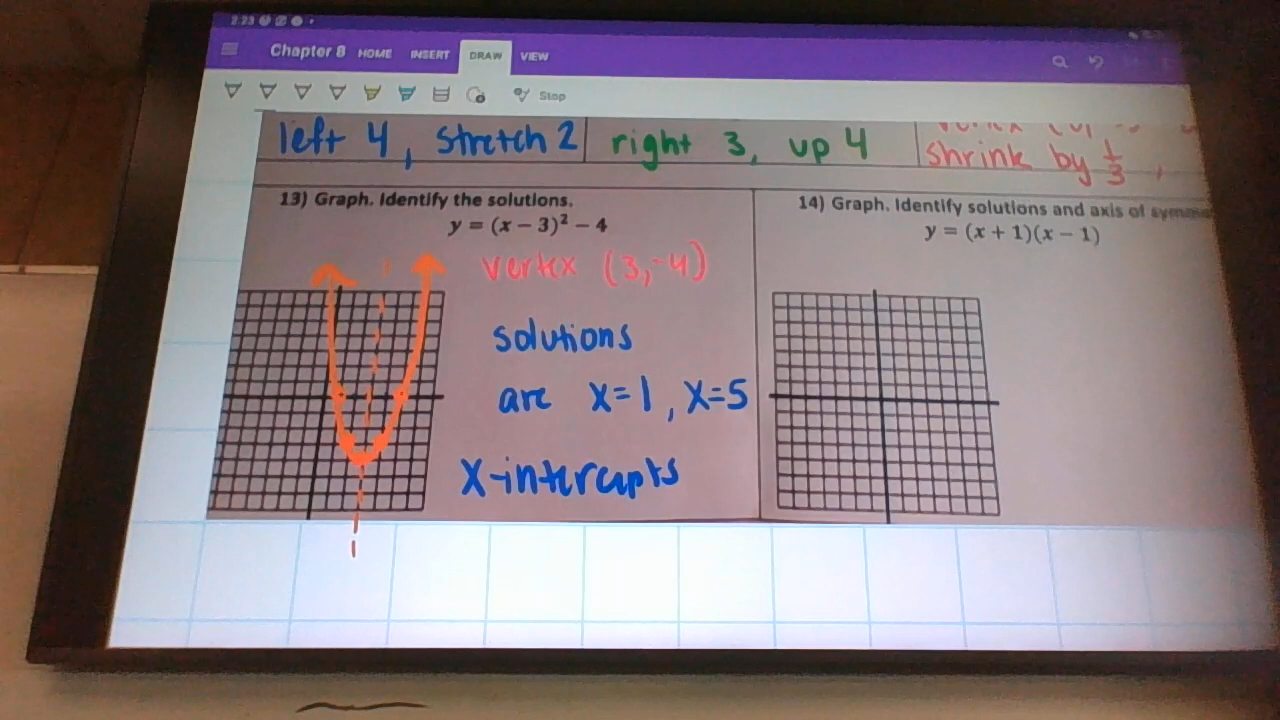 2:23
Chapter 8 HOME INSERT DRAW VIEW
Stop
left 4, stretch 2 right 3, up 4
shrink by 1/3,
13) Graph. Identify the solutions.
y = (x − 3)² − 4
vertex (3,-4)
solutions
are x=1, x=5
x-intercepts
14) Graph. Identify solutions and axis of
y = (x + 1)(x − 1)